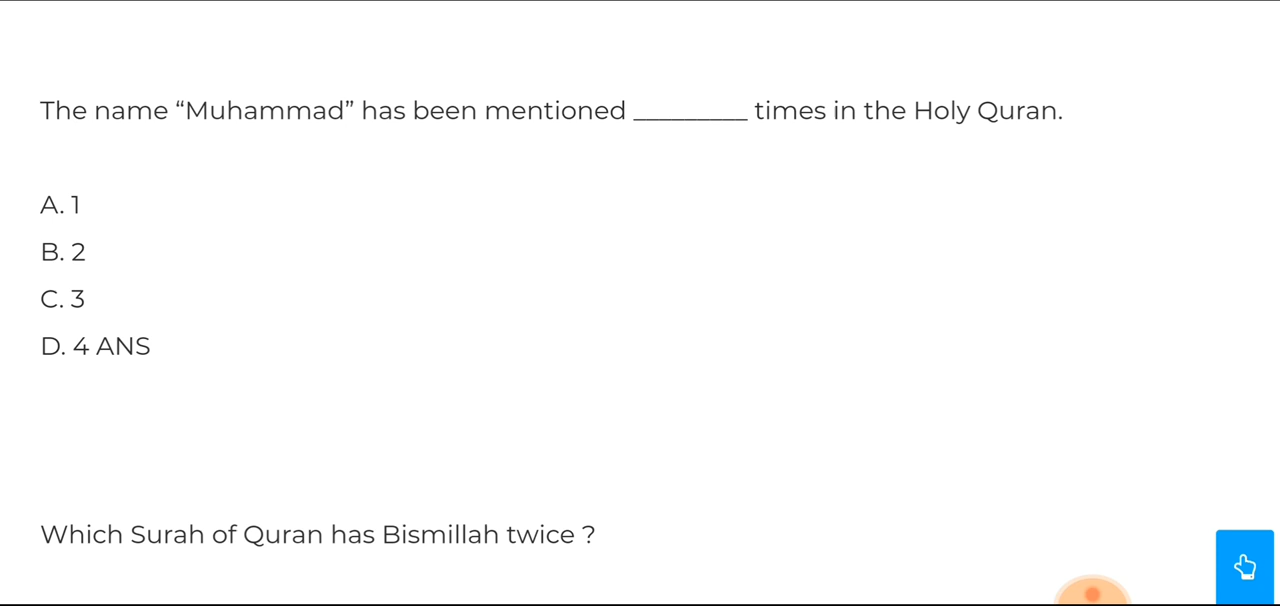 The name “Muhammad” has been mentioned _________ times in the Holy Quran.
A. 1
B. 2
C. 3
D. 4 ANS
Which Surah of Quran has Bismillah twice ?